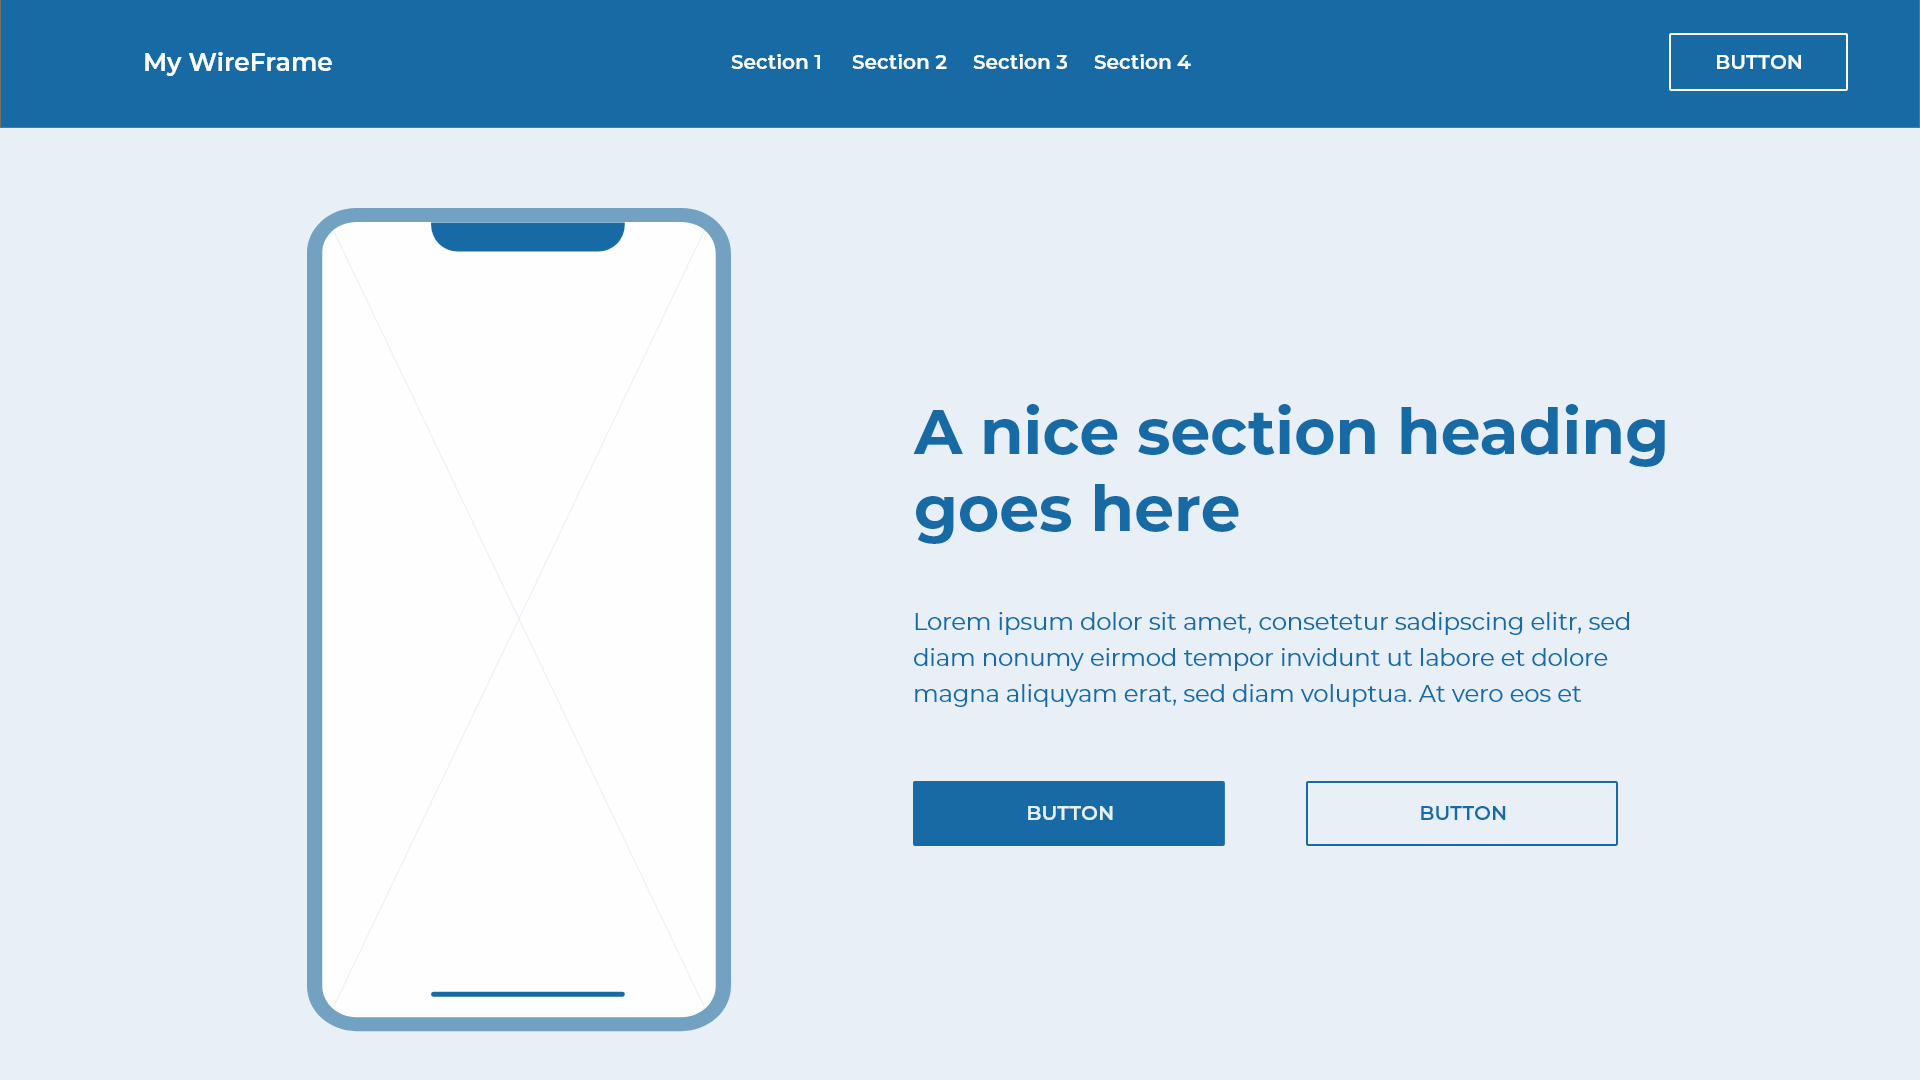 My WireFrame
Section 1 Section 2 Section 3 Section 4
BUTTON
A nice section heading
goes here
Lorem ipsum dolor sit amet, consetetur sadipscing elitr, sed
diam nonumy eirmod tempor invidunt ut labore et dolore
magna aliquyam erat, sed diam voluptua. At vero eos et
BUTTON
BUTTON